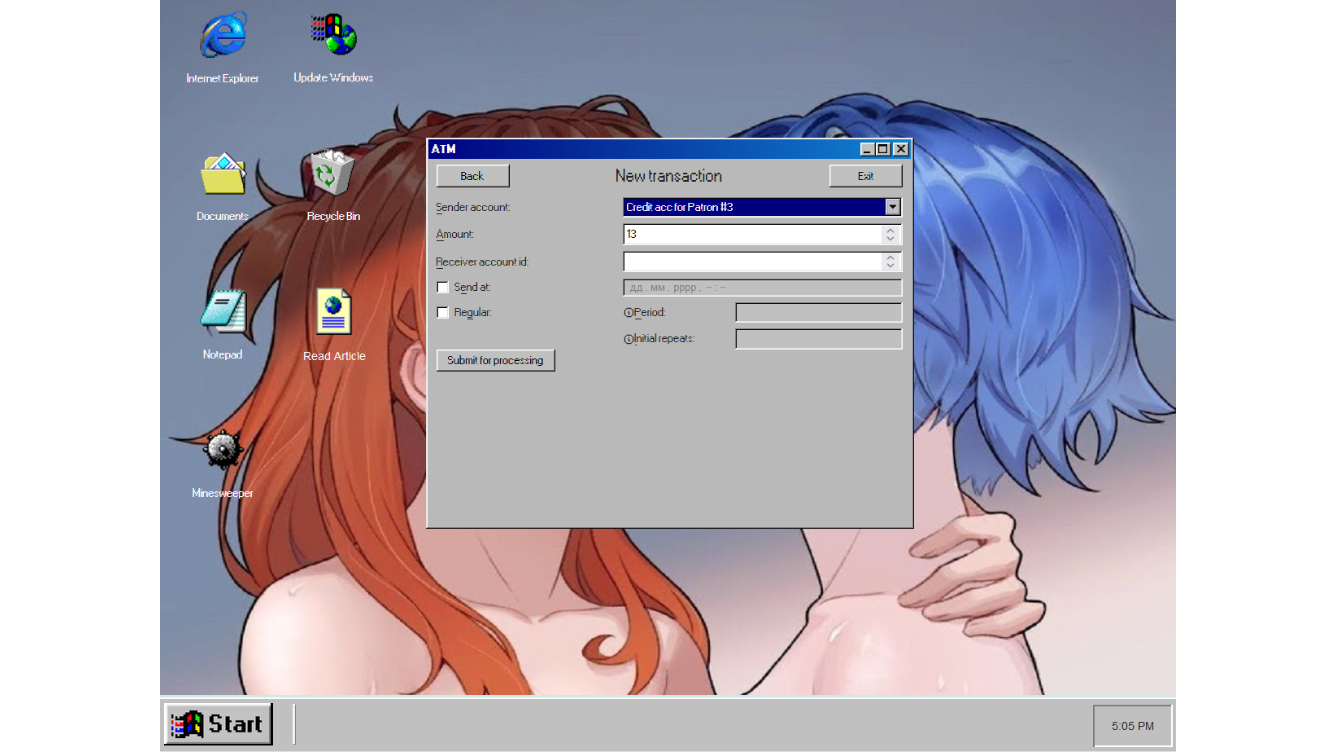 Internet Explorer
Update Windows
Documents
Recycle Bin
Notepad
Read Article
Minesweeper
ATM
Back
New transaction
Exit
Sender account:
Credit acc for Patron #3
Amount:
13
Receiver account id:
Send at:
дд.мм.рррр, --:--
Regular:
Period:
Initial repeats:
Submit for processing
Start
5:05 PM